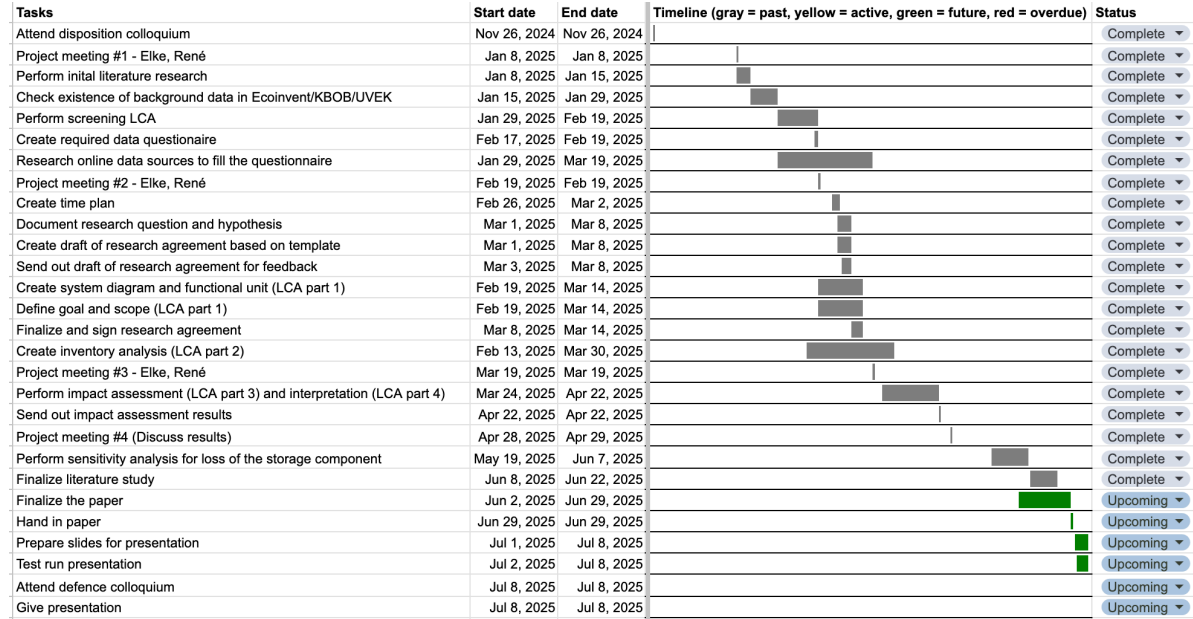 Tasks Start date End date Timeline (gray = past, yellow = active, green = future, red = overdue) Status
Attend disposition colloquium Nov 26, 2024 Nov 26, 2024 Complete
Project meeting #1 - Elke, René Jan 8, 2025 Jan 8, 2025 Complete
Perform inital literature research Jan 8, 2025 Jan 15, 2025 Complete
Check existence of background data in Ecoinvent/KBOB/UVEK Jan 15, 2025 Jan 29, 2025 Complete
Perform screening LCA Jan 29, 2025 Feb 19, 2025 Complete
Create required data questionaire Feb 17, 2025 Feb 19, 2025 Complete
Research online data sources to fill the questionnaire Jan 29, 2025 Mar 19, 2025 Complete
Project meeting #2 - Elke, René Feb 19, 2025 Feb 19, 2025 Complete
Create time plan Feb 26, 2025 Mar 2, 2025 Complete
Document research question and hypothesis Mar 1, 2025 Mar 8, 2025 Complete
Create draft of research agreement based on template Mar 1, 2025 Mar 8, 2025 Complete
Send out draft of research agreement for feedback Mar 3, 2025 Mar 8, 2025 Complete
Create system diagram and functional unit (LCA part 1) Feb 19, 2025 Mar 14, 2025 Complete
Define goal and scope (LCA part 1) Feb 19, 2025 Mar 14, 2025 Complete
Finalize and sign research agreement Mar 8, 2025 Mar 14, 2025 Complete
Create inventory analysis (LCA part 2) Feb 13, 2025 Mar 30, 2025 Complete
Project meeting #3 - Elke, René Mar 19, 2025 Mar 19, 2025 Complete
Perform impact assessment (LCA part 3) and interpretation (LCA part 4) Mar 24, 2025 Apr 22, 2025 Complete
Send out impact assessment results Apr 22, 2025 Apr 22, 2025 Complete
Project meeting #4 (Discuss results) Apr 28, 2025 Apr 29, 2025 Complete
Perform sensitivity analysis for loss of the storage component May 19, 2025 Jun 7, 2025 Complete
Finalize literature study Jun 8, 2025 Jun 22, 2025 Complete
Finalize the paper Jun 2, 2025 Jun 29, 2025 Upcoming
Hand in paper Jun 29, 2025 Jun 29, 2025 Upcoming
Prepare slides for presentation Jul 1, 2025 Jul 8, 2025 Upcoming
Test run presentation Jul 2, 2025 Jul 8, 2025 Upcoming
Attend defence colloquium Jul 8, 2025 Jul 8, 2025 Upcoming
Give presentation Jul 8, 2025 Jul 8, 2025 Upcoming